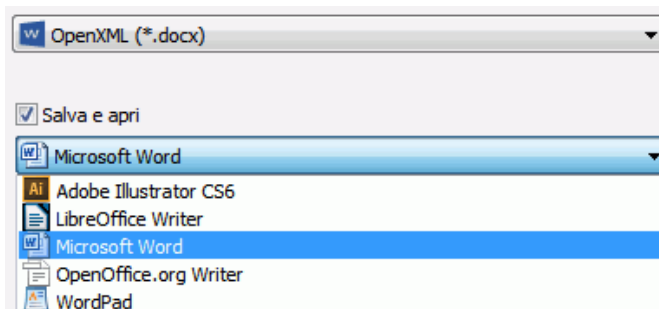 OpenXML (*.docx)
Salva e apri
Microsoft Word
Adobe Illustrator CS6
LibreOffice Writer
Microsoft Word
OpenOffice.org Writer
WordPad